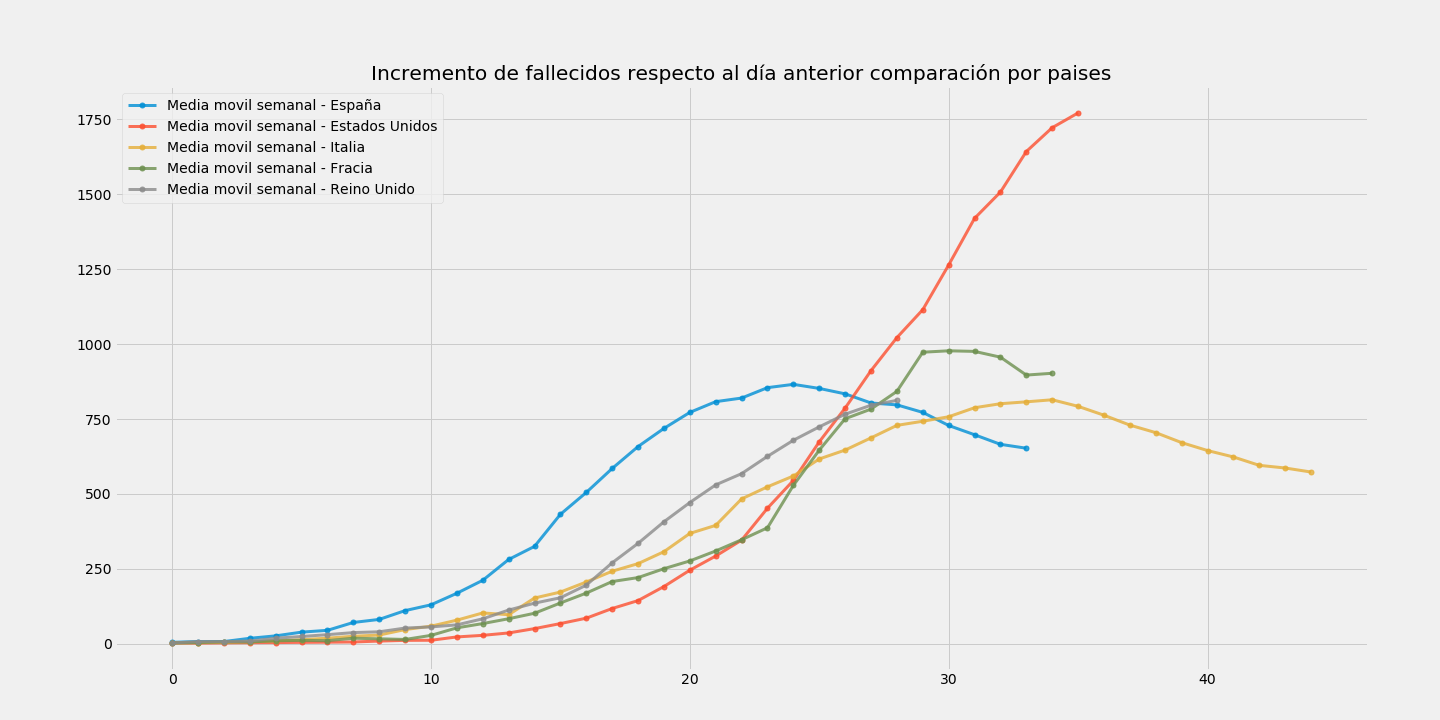 Incremento de fallecidos respecto al día anterior comparación por paises
Media movil semanal - España
Media movil semanal - Estados Unidos
Media movil semanal - Italia
Media movil semanal - Fracia
Media movil semanal - Reino Unido
1750
1500
1250
1000
750
500
250
0
0 10 20 30 40